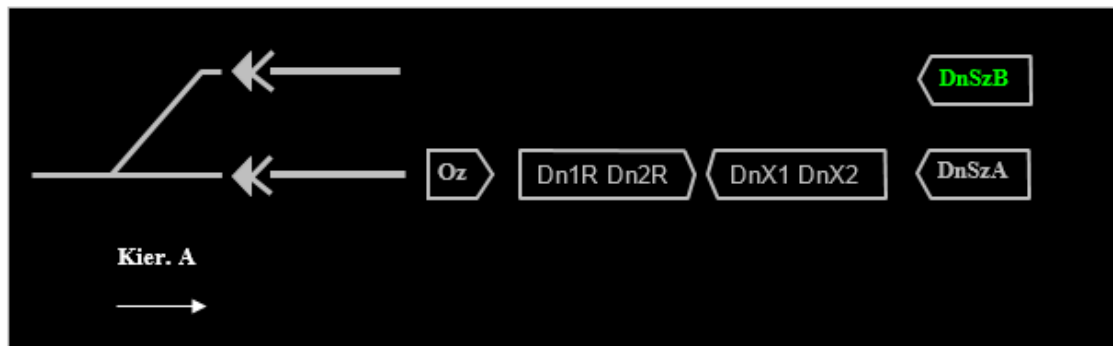 DnSzB
Oz Dn1R Dn2R DnX1 DnX2 DnSzA
Kier. A